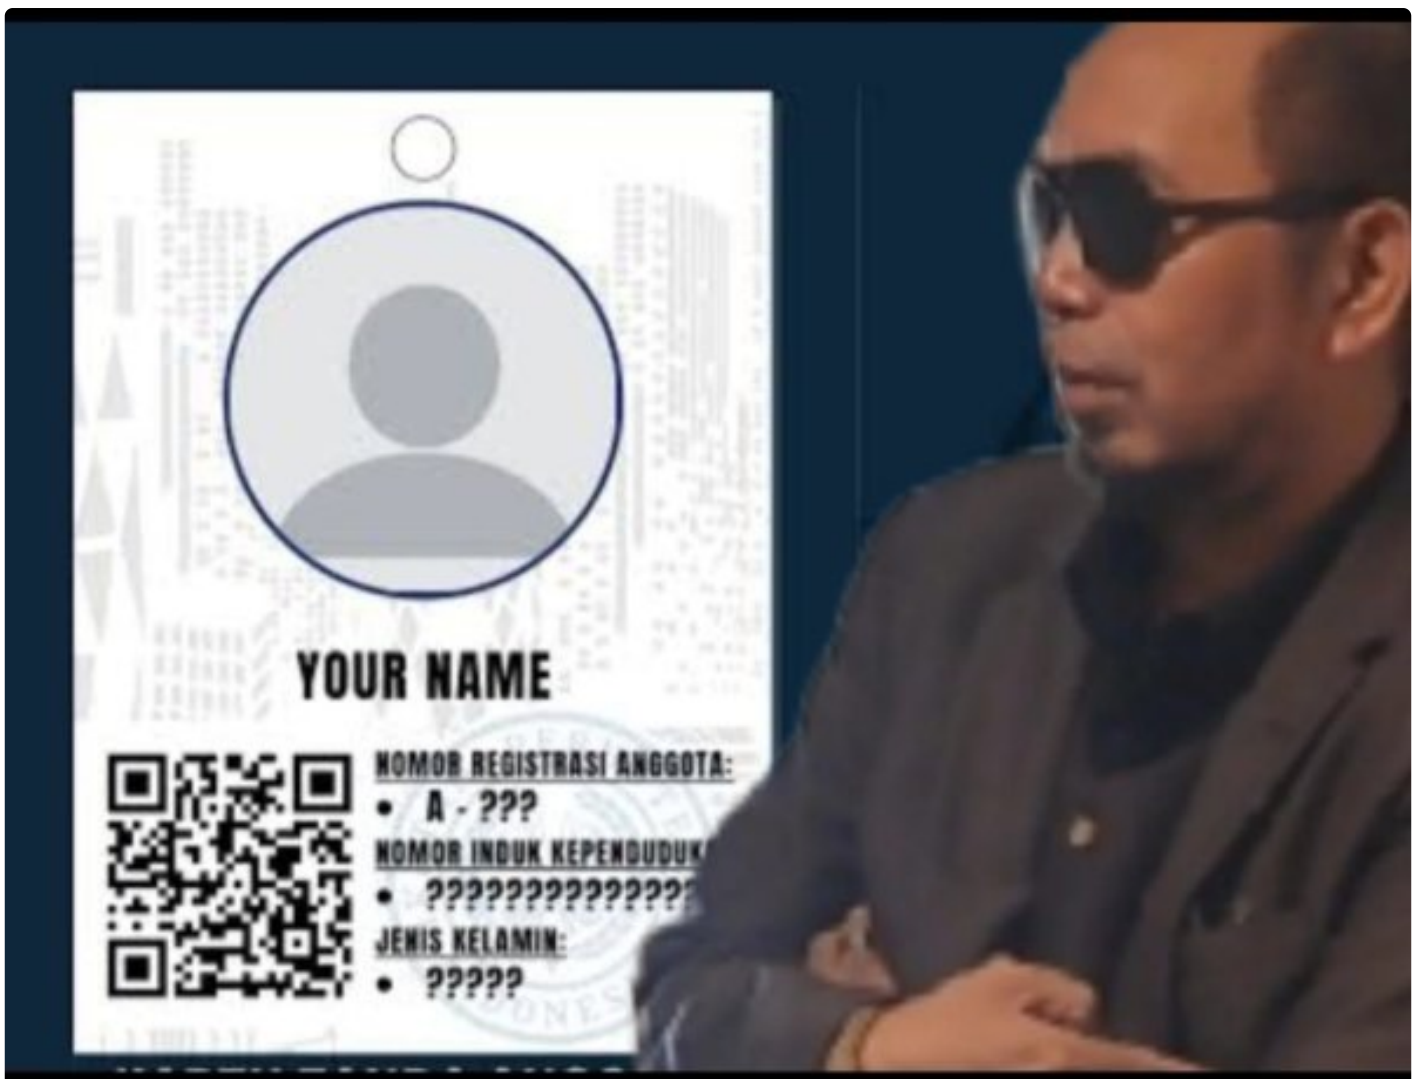 YOUR NAME
NOMOR REGISTRASI ANGGOTA:
• A - ???
NOMOR INDUK KEPENDUDUK
• ??????????????
JENIS KELAMIN:
• ?????